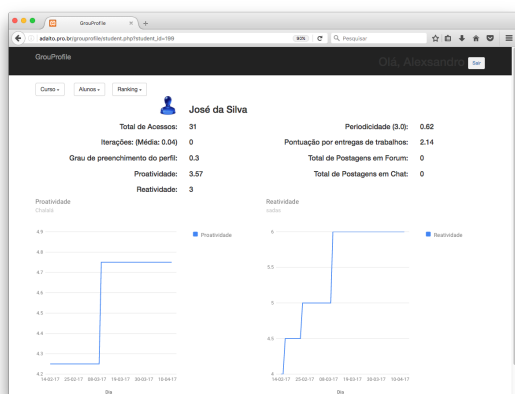 GrouProfile
adaito.pro.br/grouprofile/student.php?student_id=199
80%
Pesquisar
GrouProfile
Olá, Alexsandro
Sair
Curso
Alunos
Ranking
José da Silva
Total de Acessos: 31
Periodicidade (3.0): 0.62
Iterações: (Média: 0.04) 0
Pontuação por entregas de trabalhos: 2.14
Grau de preenchimento do perfil: 0.3
Total de Postagens em Forum: 0
Proatividade: 3.57
Total de Postagens em Chat: 0
Reatividade: 3
Proatividade
Reatividade
4.9
4.8
4.7
4.6
4.5
4.4
4.3
4.2
14-02-17 25-02-17 08-03-17 19-03-17 30-03-17 10-04-17
Dia
Proatividade
6
5.5
5
4.5
4
14-02-17 25-02-17 08-03-17 19-03-17 30-03-17 10-04-17
Dia
Reatividade